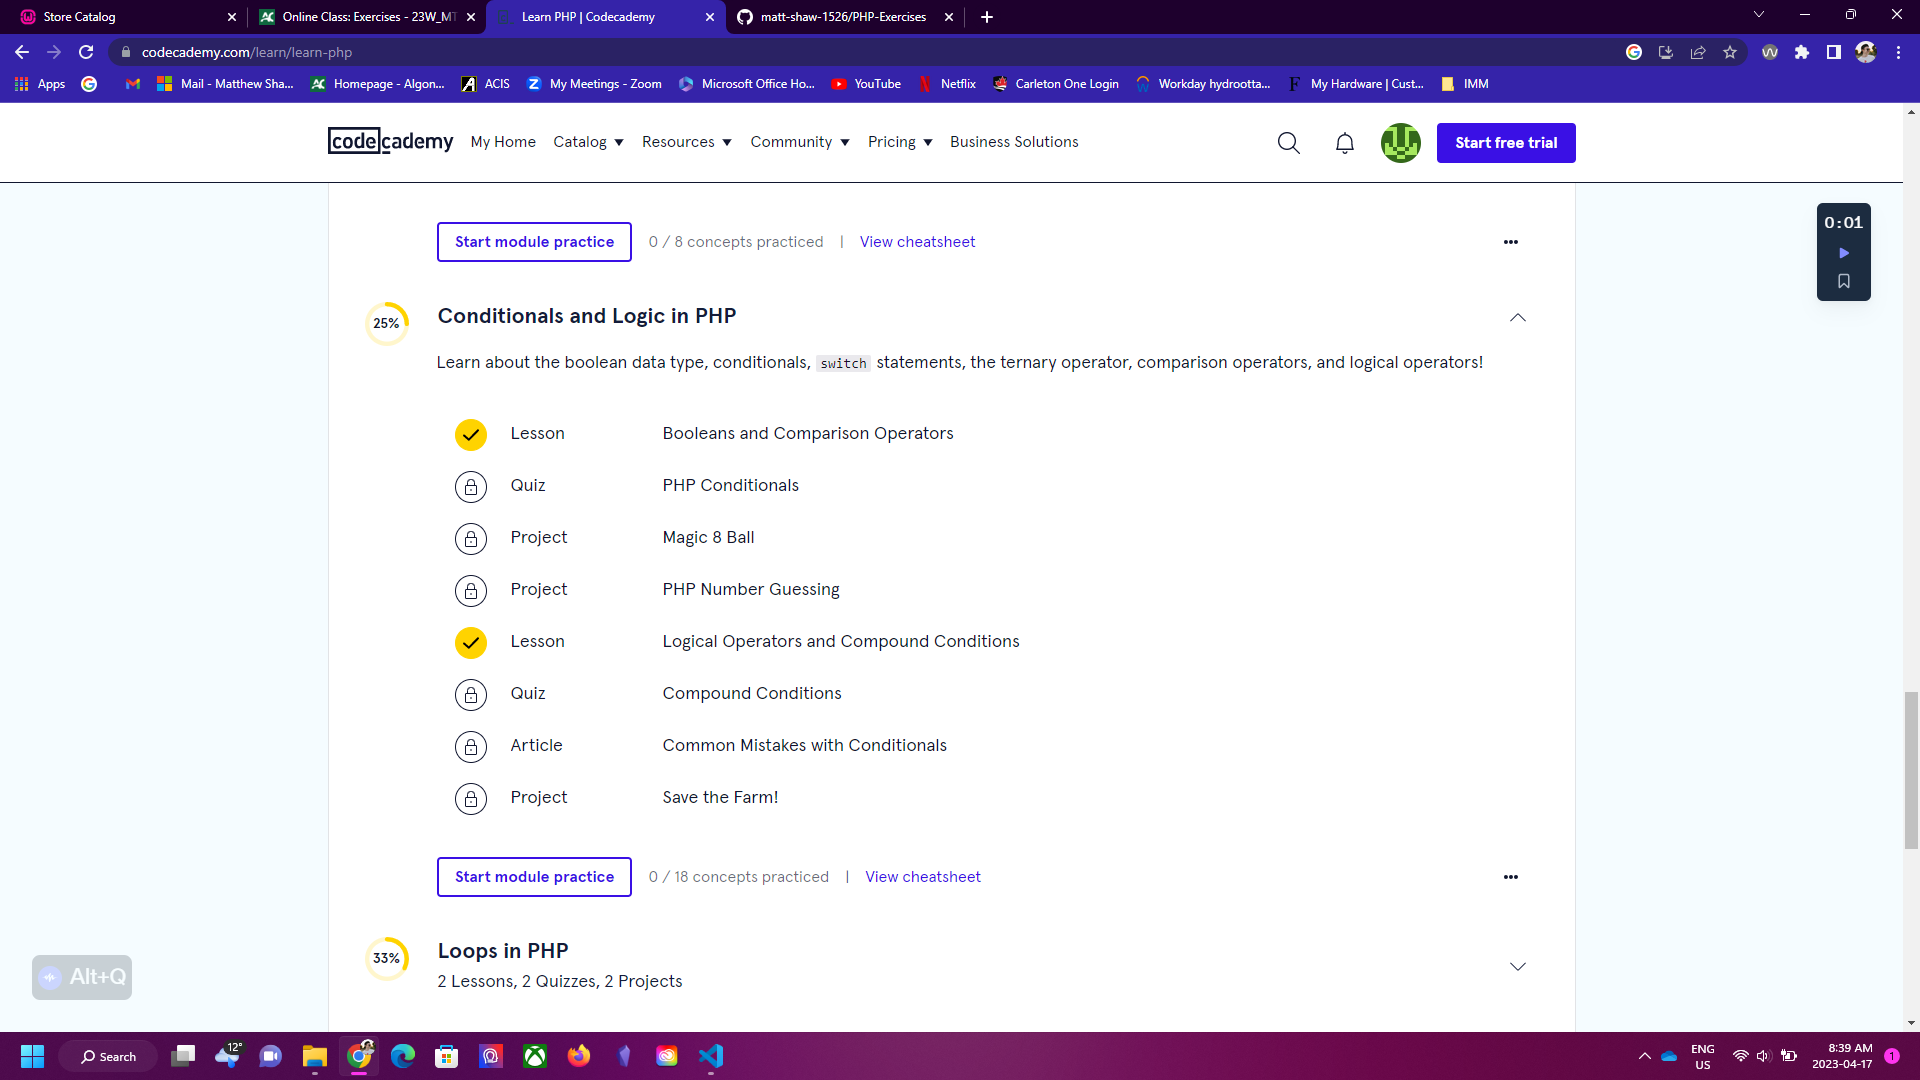 Store Catalog
Online Class: Exercises - 23W_MT
Learn PHP | Codecademy
matt-shaw-1526/PHP-Exercises
codecademy.com/learn/learn-php
Apps
Mail - Matthew Sha...
Homepage - Algon...
ACIS
My Meetings - Zoom
Microsoft Office Ho...
YouTube
Netflix
Carleton One Login
Workday hydrootta...
My Hardware | Cust...
IMM
codecademy
My Home
Catalog
Resources
Community
Pricing
Business Solutions
Start free trial
Start module practice
0 / 8 concepts practiced | View cheatsheet
0:01
25%
Conditionals and Logic in PHP
Learn about the boolean data type, conditionals, switch statements, the ternary operator, comparison operators, and logical operators!
Lesson Booleans and Comparison Operators
Quiz PHP Conditionals
Project Magic 8 Ball
Project PHP Number Guessing
Lesson Logical Operators and Compound Conditions
Quiz Compound Conditions
Article Common Mistakes with Conditionals
Project Save the Farm!
Start module practice
0 / 18 concepts practiced | View cheatsheet
33%
Loops in PHP
2 Lessons, 2 Quizzes, 2 Projects
Alt+Q
Search
12°
ENG
US
8:39 AM
2023-04-17
1